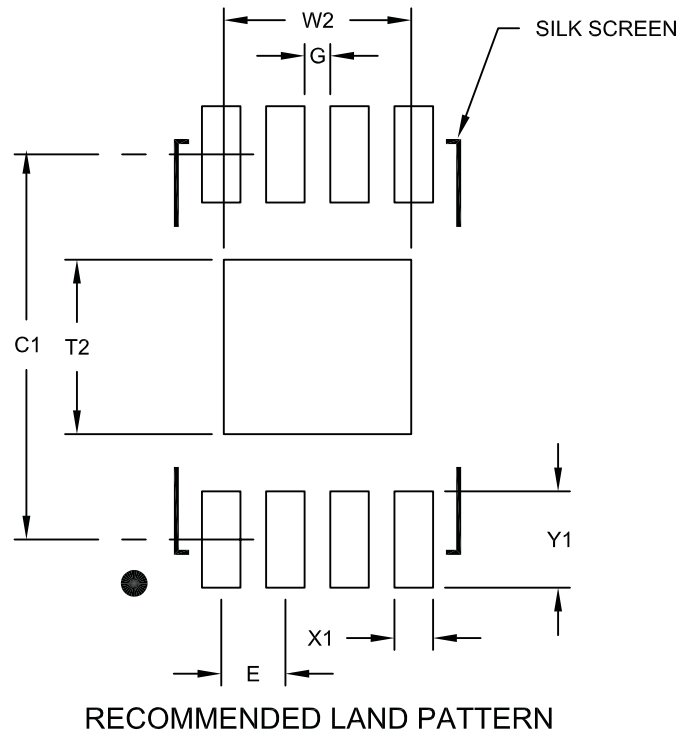 W2
SILK SCREEN
G
C1
T2
Y1
X1
E
RECOMMENDED LAND PATTERN